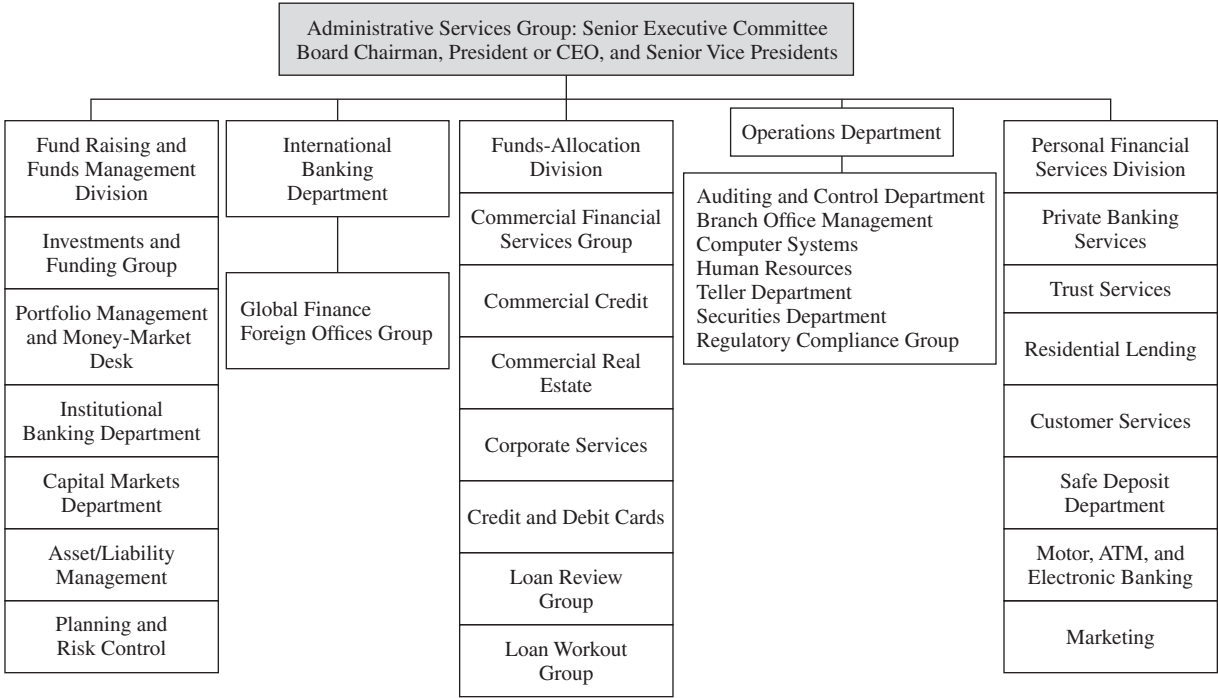 Administrative Services Group: Senior Executive Committee
Board Chairman, President or CEO, and Senior Vice Presidents
Fund Raising and
Funds Management
Division
Investments and
Funding Group
Portfolio Management
and Money-Market
Desk
Institutional
Banking Department
Capital Markets
Department
Asset/Liability
Management
Planning and
Risk Control
International
Banking
Department
Global Finance
Foreign Offices Group
Funds-Allocation
Division
Commercial Financial
Services Group
Commercial Credit
Commercial Real
Estate
Corporate Services
Credit and Debit Cards
Loan Review
Group
Loan Workout
Group
Operations Department
Auditing and Control Department
Branch Office Management
Computer Systems
Human Resources
Teller Department
Securities Department
Regulatory Compliance Group
Personal Financial
Services Division
Private Banking
Services
Trust Services
Residential Lending
Customer Services
Safe Deposit
Department
Motor, ATM, and
Electronic Banking
Marketing